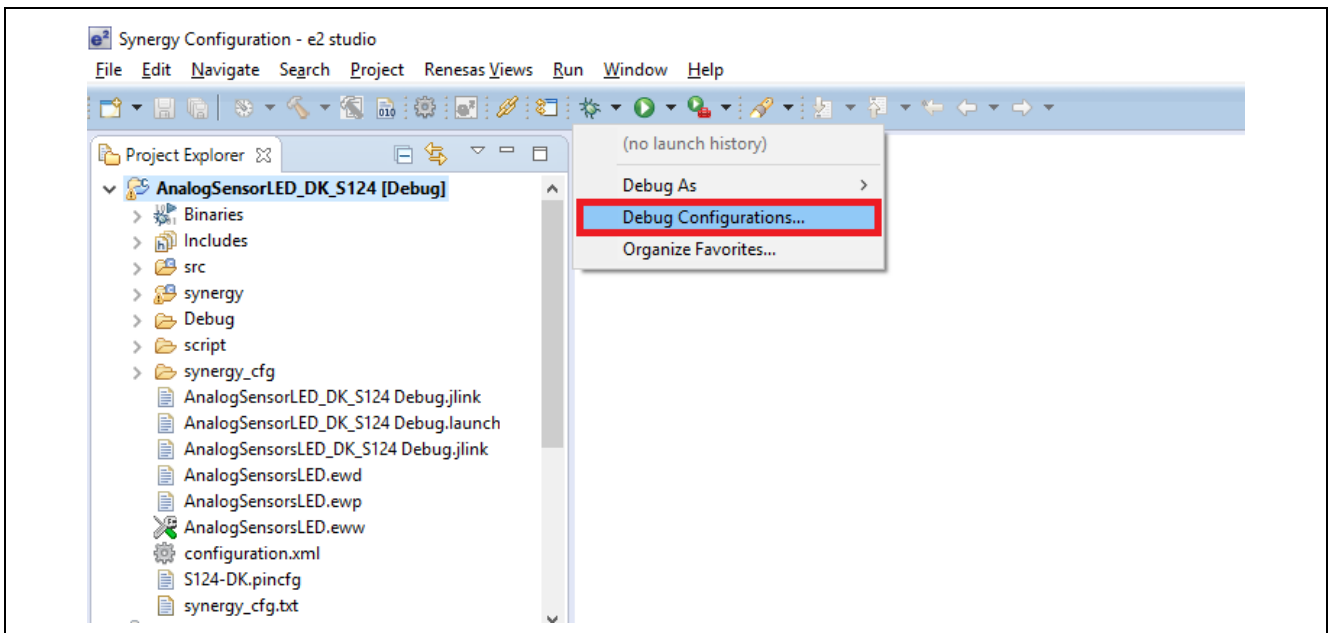 e² Synergy Configuration - e2 studio
File Edit Navigate Search Project Renesas Views Run Window Help
010
Project Explorer
AnalogSensorLED_DK_S124 [Debug]
Binaries
Includes
src
synergy
Debug
script
synergy_cfg
AnalogSensorLED_DK_S124 Debug.jlink
AnalogSensorLED_DK_S124 Debug.launch
AnalogSensorsLED_DK_S124 Debug.jlink
AnalogSensorsLED.ewd
AnalogSensorsLED.ewp
AnalogSensorsLED.eww
configuration.xml
S124-DK.pincfg
synergy_cfg.txt
(no launch history)
Debug As
Debug Configurations...
Organize Favorites...